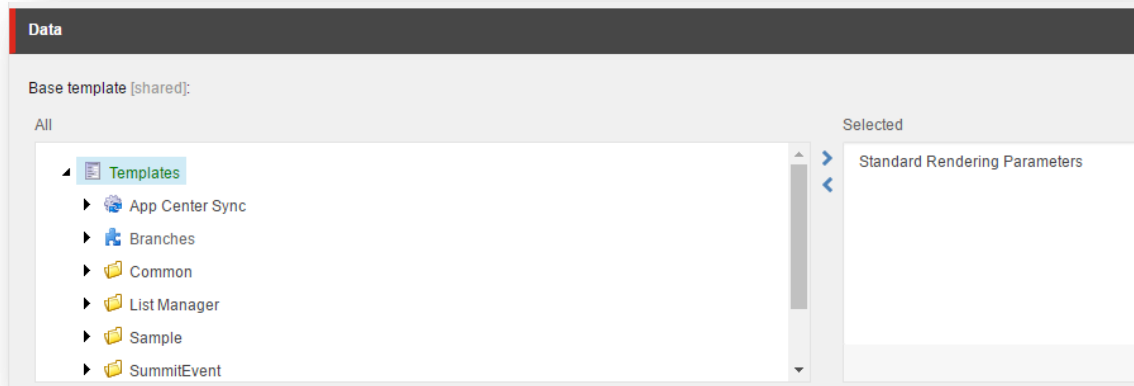 Data
Base template [shared]:
All
Selected
Templates
Standard Rendering Parameters
App Center Sync
Branches
Common
List Manager
Sample
SummitEvent